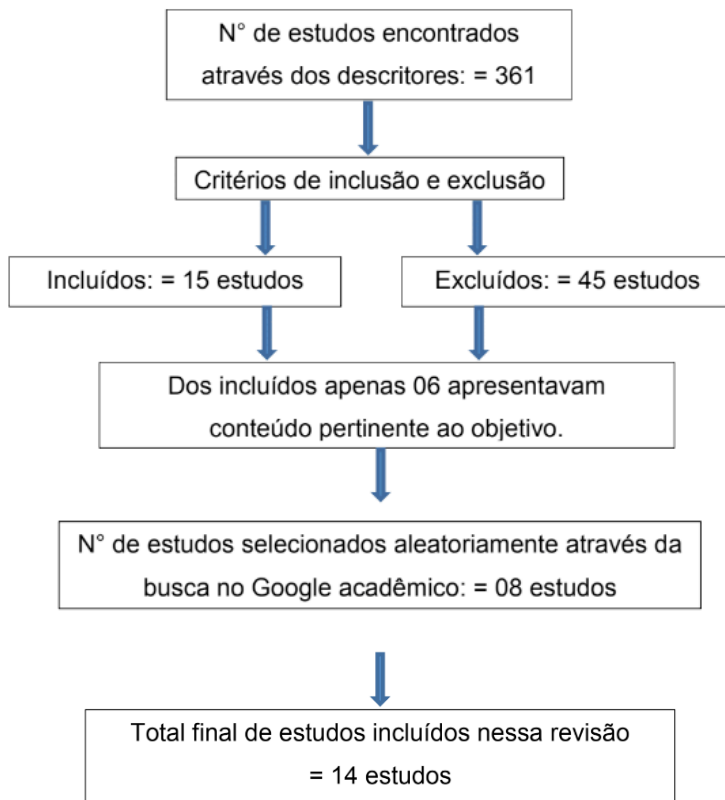 N° de estudos encontrados
através dos descritores: = 361
Critérios de inclusão e exclusão
Incluídos: = 15 estudos
Excluídos: = 45 estudos
Dos incluídos apenas 06 apresentavam
conteúdo pertinente ao objetivo.
N° de estudos selecionados aleatoriamente através da
busca no Google acadêmico: = 08 estudos
Total final de estudos incluídos nessa revisão
= 14 estudos